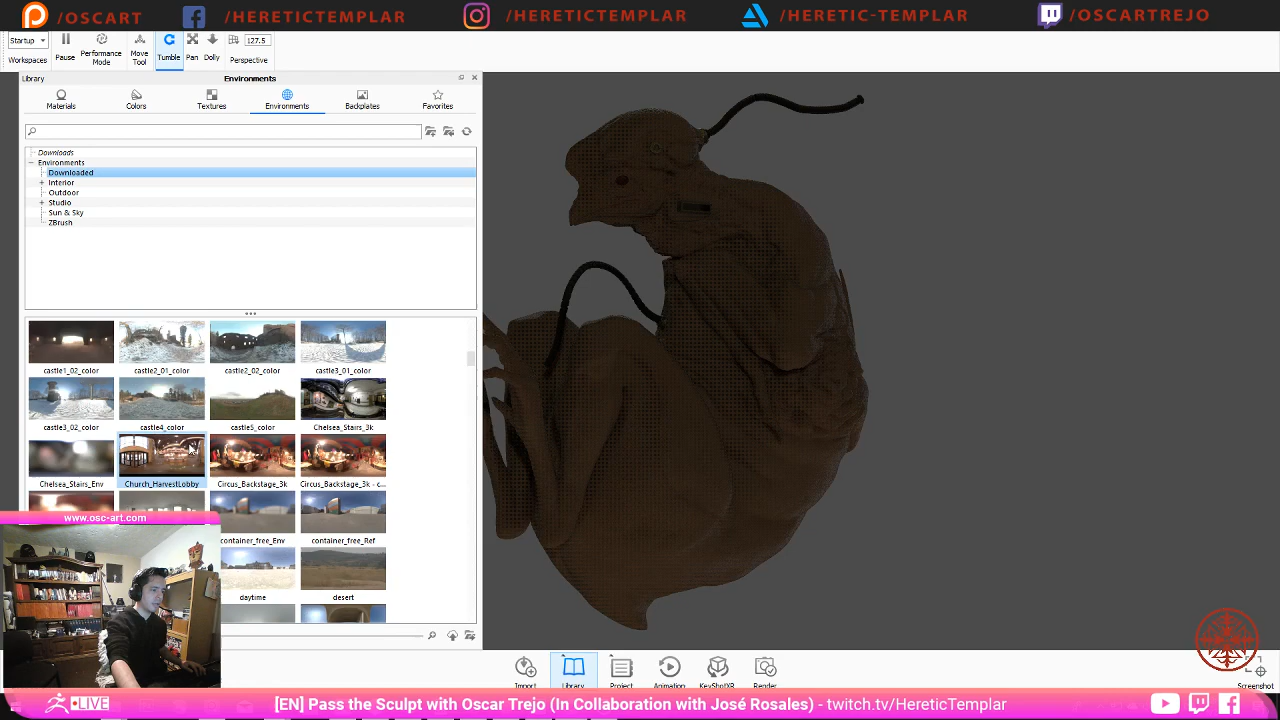 /OSCART
/HERETICTEMPLAR
/HERETICTEMPLAR
/HERETIC-TEMPLAR
/OSCARTREJO
Startup
127.5
Workspaces
Pause
Performance Mode
Move Tool
Tumble
Pan
Dolly
Perspective
Library
Environments
Materials
Colors
Textures
Environments
Backplates
Favorites
Downloads
Environments
Downloaded
Interior
Outdoor
Studio
Sun & Sky
ZBrush
castle1_02_color
castle2_01_color
castle2_02_color
castle3_01_color
castle3_02_color
castle4_color
castle5_color
Chelsea_Stairs_3k
Chelsea_Stairs_Env
Church_HarvestLobby
Circus_Backstage_3k
Circus_Backstage_3k - c...
www.osc-art.com
container_free_Env
container_free_Ref
daytime
desert
Import
Library
Project
Animation
KeyShotVR
Render
Screenshot
LIVE
[EN] Pass the Sculpt with Oscar Trejo (In Collaboration with José Rosales) - twitch.tv/HereticTemplar